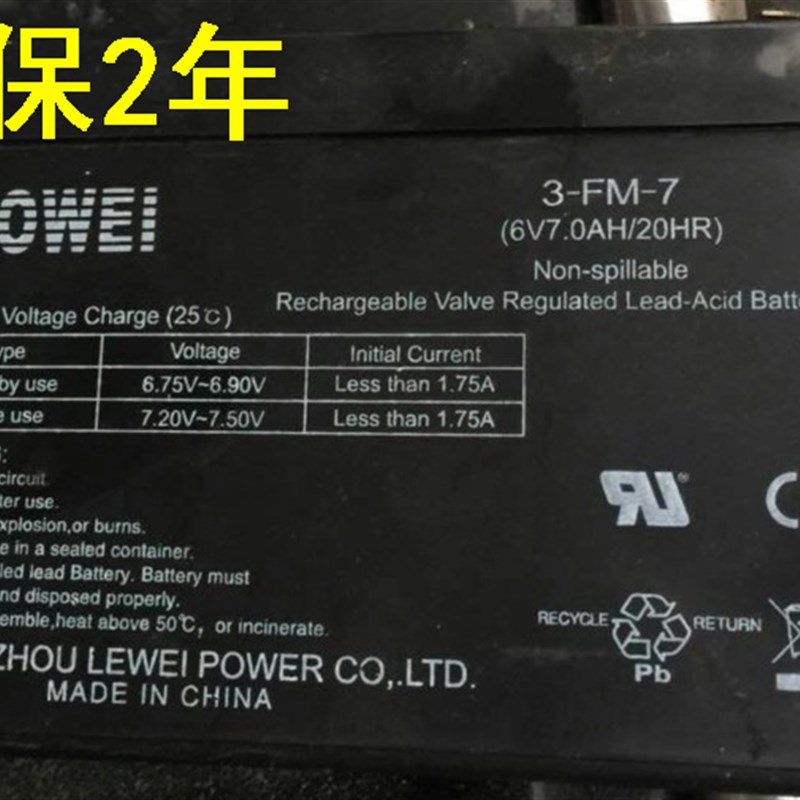 保2年
OWEI
3-FM-7
(6V7.0AH/20HR)
Non-spillable
Rechargeable Valve Regulated Lead-Acid Batte
Voltage Charge (25℃)
ype Voltage Initial Current
by use 6.75V~6.90V Less than 1.75A
e use 7.20V~7.50V Less than 1.75A
:
circuit.
ter use.
xplosion,or burns.
e in a sealed container.
led lead Battery. Battery must
nd disposed properly.
emble,heat above 50℃, or incinerate.
RECYCLE RETURN
Pb
ZHOU LEWEI POWER CO,.LTD.
MADE IN CHINA